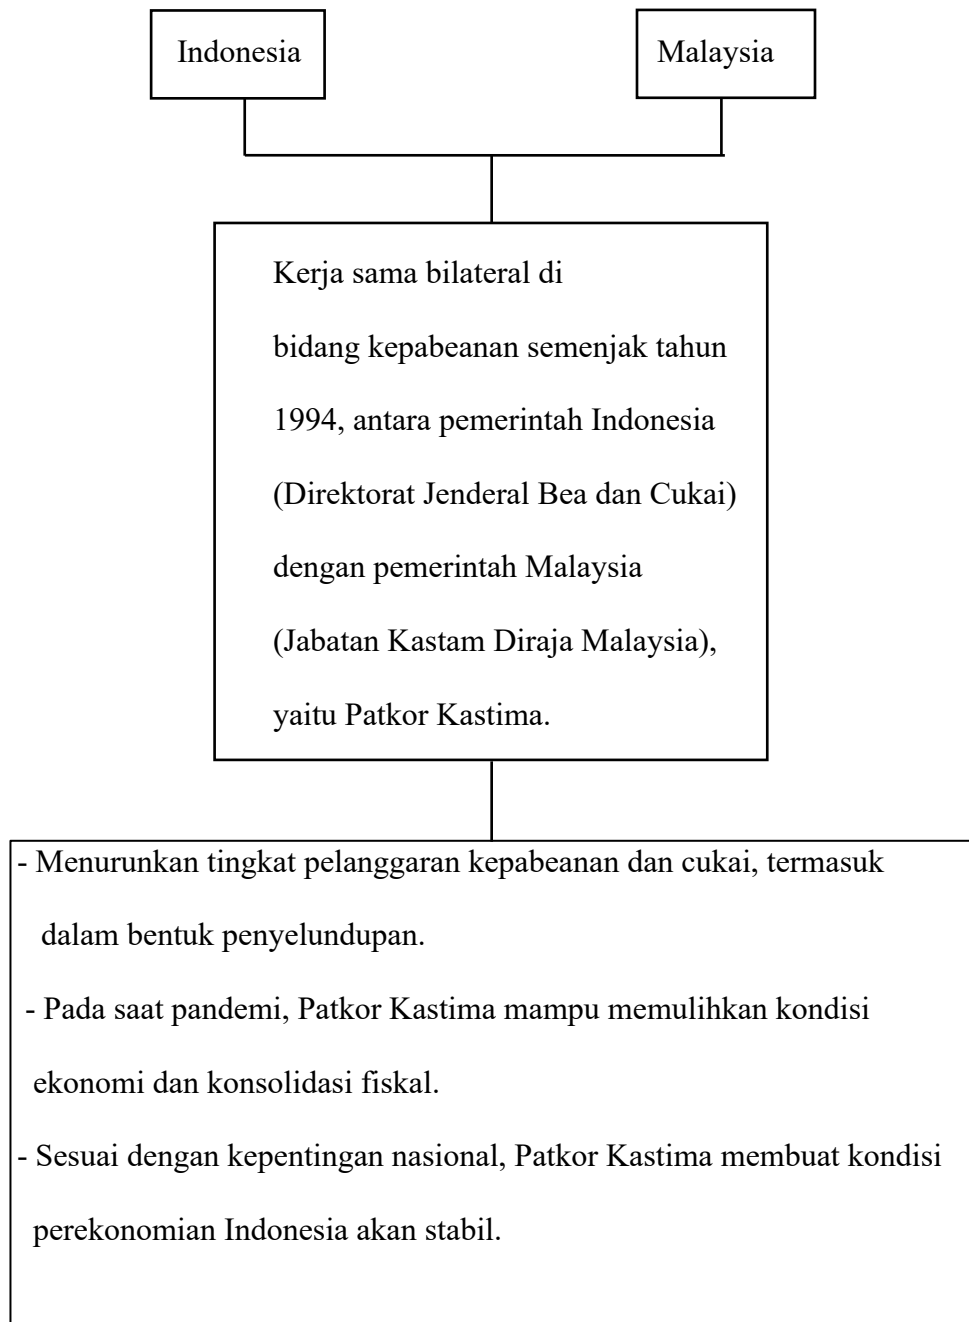 Indonesia
Malaysia
Kerja sama bilateral di
bidang kepabeanan semenjak tahun
1994, antara pemerintah Indonesia
(Direktorat Jenderal Bea dan Cukai)
dengan pemerintah Malaysia
(Jabatan Kastam Diraja Malaysia),
yaitu Patkor Kastima.
- Menurunkan tingkat pelanggaran kepabeanan dan cukai, termasuk
dalam bentuk penyelundupan.
- Pada saat pandemi, Patkor Kastima mampu memulihkan kondisi
ekonomi dan konsolidasi fiskal.
- Sesuai dengan kepentingan nasional, Patkor Kastima membuat kondisi
perekonomian Indonesia akan stabil.